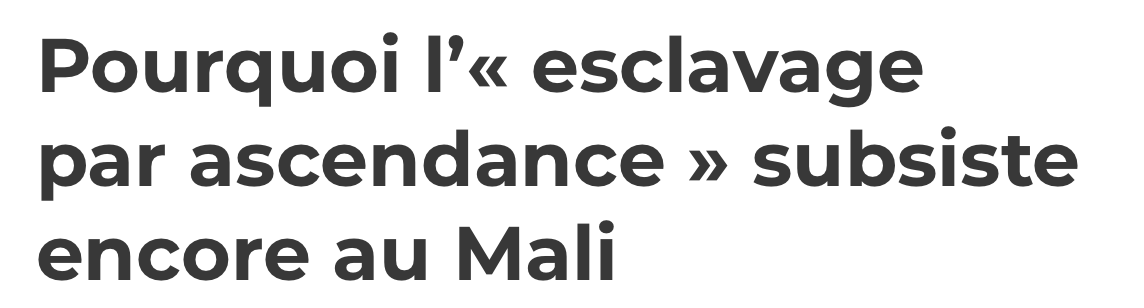 Pourquoi l’« esclavage
par ascendance » subsiste
encore au Mali